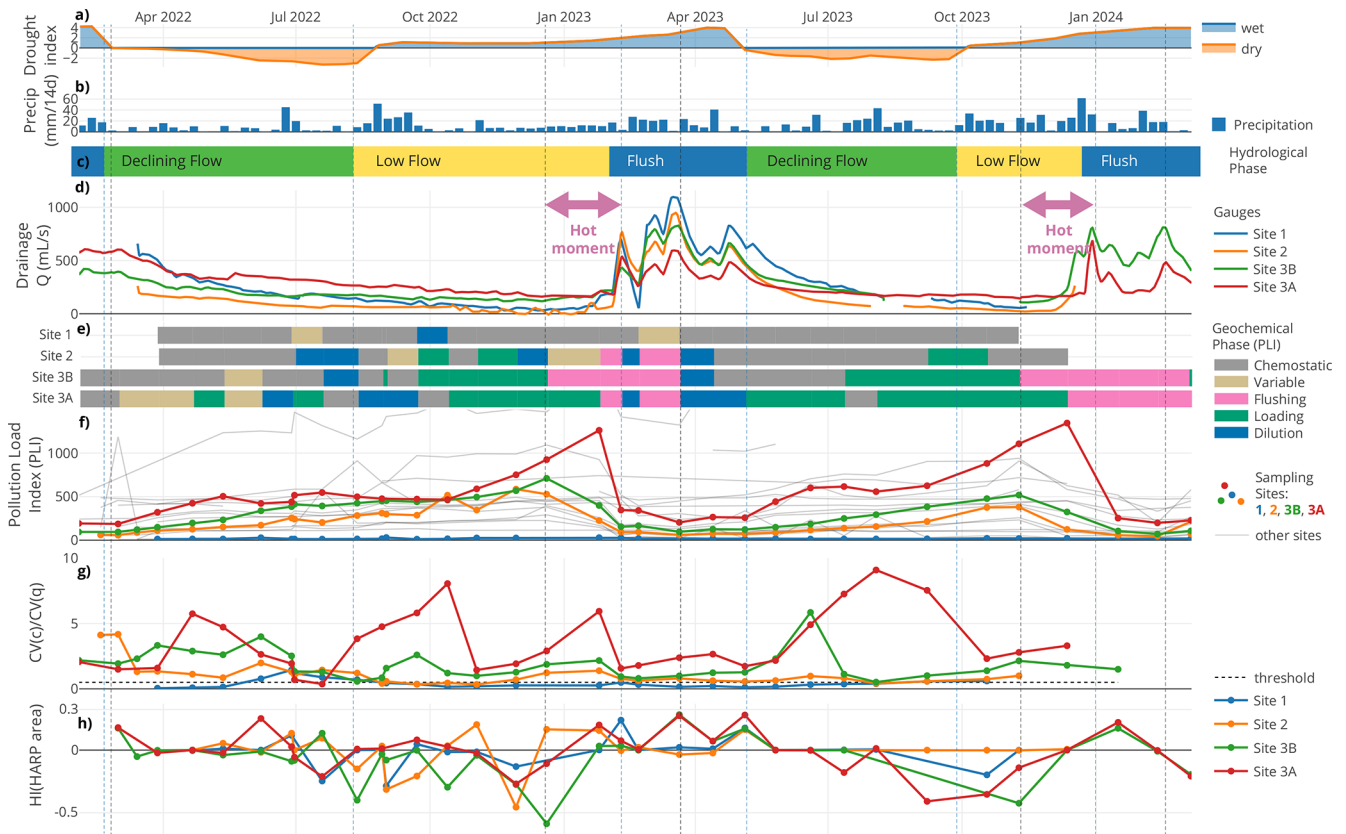 Apr 2022 Jul 2022 Oct 2022 Jan 2023 Apr 2023 Jul 2023 Oct 2023 Jan 2024
a)
Drought
index
4
2
0
−2
wet
dry
b)
Precip
(mm/14d)
60
40
20
0
Precipitation
c) Declining Flow Low Flow Flush Declining Flow Low Flow Flush
Hydrological
Phase
d)
Drainage
Q (mL/s)
1000
500
0
Hot
moment
Hot
moment
Gauges
Site 1
Site 2
Site 3B
Site 3A
e)
Site 1
Site 2
Site 3B
Site 3A
Geochemical
Phase (PLI)
Chemostatic
Variable
Flushing
Loading
Dilution
f)
Pollution Load
Index (PLI)
1000
500
0
Sampling
Sites:
1, 2, 3B, 3A
other sites
g)
CV(c)/CV(q)
10
5
0
threshold
Site 1
Site 2
Site 3B
Site 3A
h)
HI(HARP area)
0.3
0
-0.5